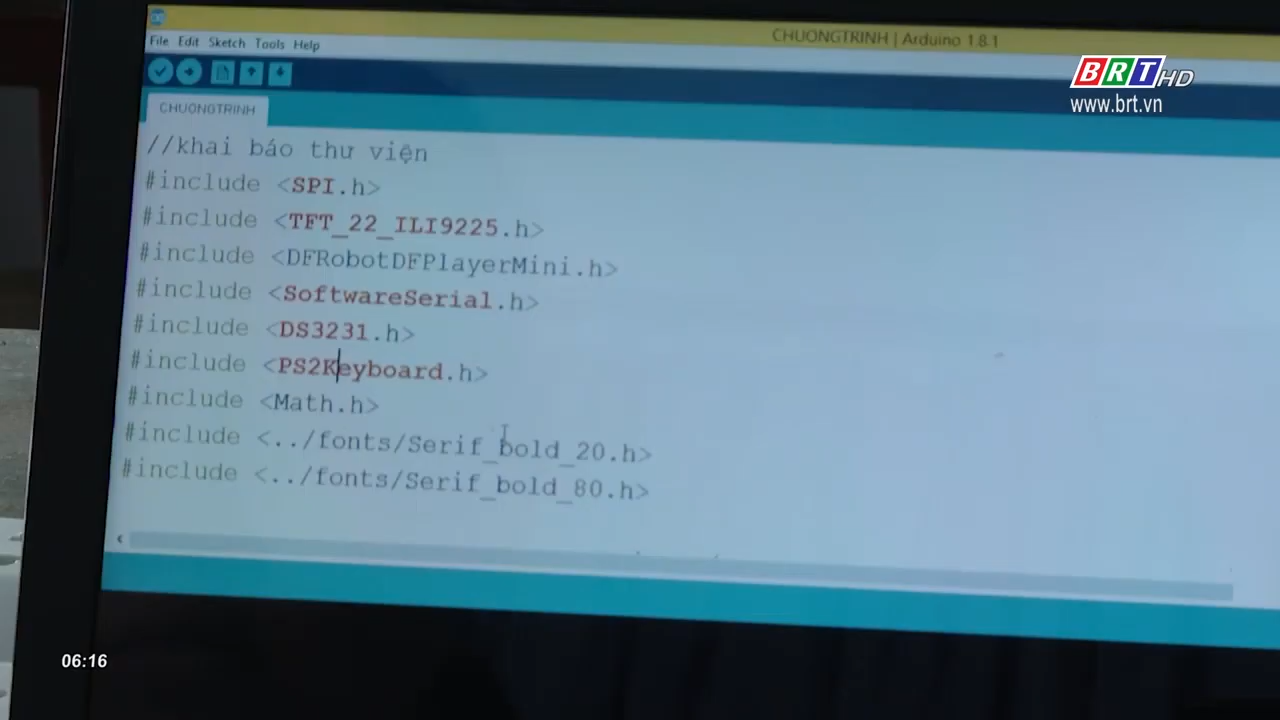 CHUONGTRINH | Arduino 1.8.1
File Edit Sketch Tools Help
BRT HD
www.brt.vn
CHUONGTRINH
//khai báo thư viện
#include <SPI.h>
#include <TFT_22_ILI9225.h>
#include <DFRobotDFPlayerMini.h>
#include <SoftwareSerial.h>
#include <DS3231.h>
#include <PS2Keyboard.h>
#include <Math.h>
#include <../fonts/Serif_bold_20.h>
#include <../fonts/Serif_bold_80.h>
06:16